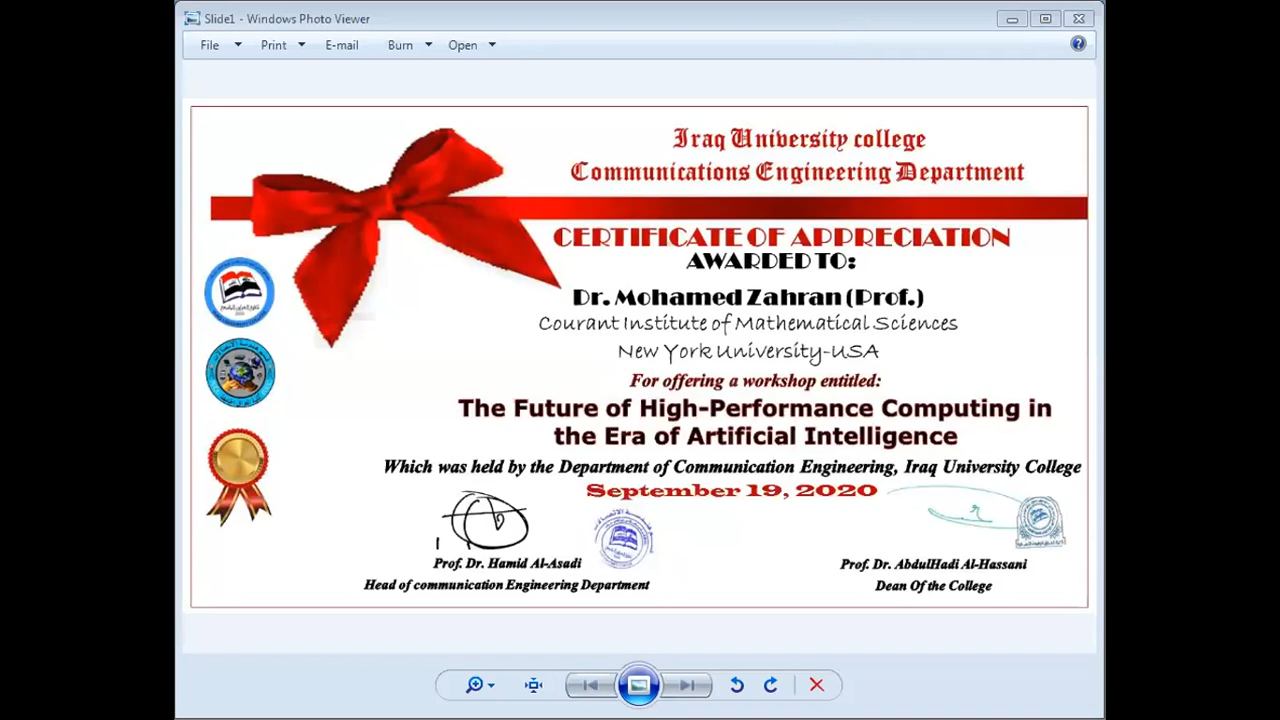 Slide1 - Windows Photo Viewer
File Print E-mail Burn Open
Iraq University college
Communications Engineering Department
CERTIFICATE OF APPRECIATION
AWARDED TO:
Dr. Mohamed Zahran (Prof.)
Courant Institute of Mathematical Sciences
New York University-USA
For offering a workshop entitled:
The Future of High-Performance Computing in
the Era of Artificial Intelligence
Which was held by the Department of Communication Engineering, Iraq University College
September 19, 2020
Prof. Dr. Hamid Al-Asadi
Head of communication Engineering Department
Prof. Dr. AbdulHadi Al-Hassani
Dean Of the College